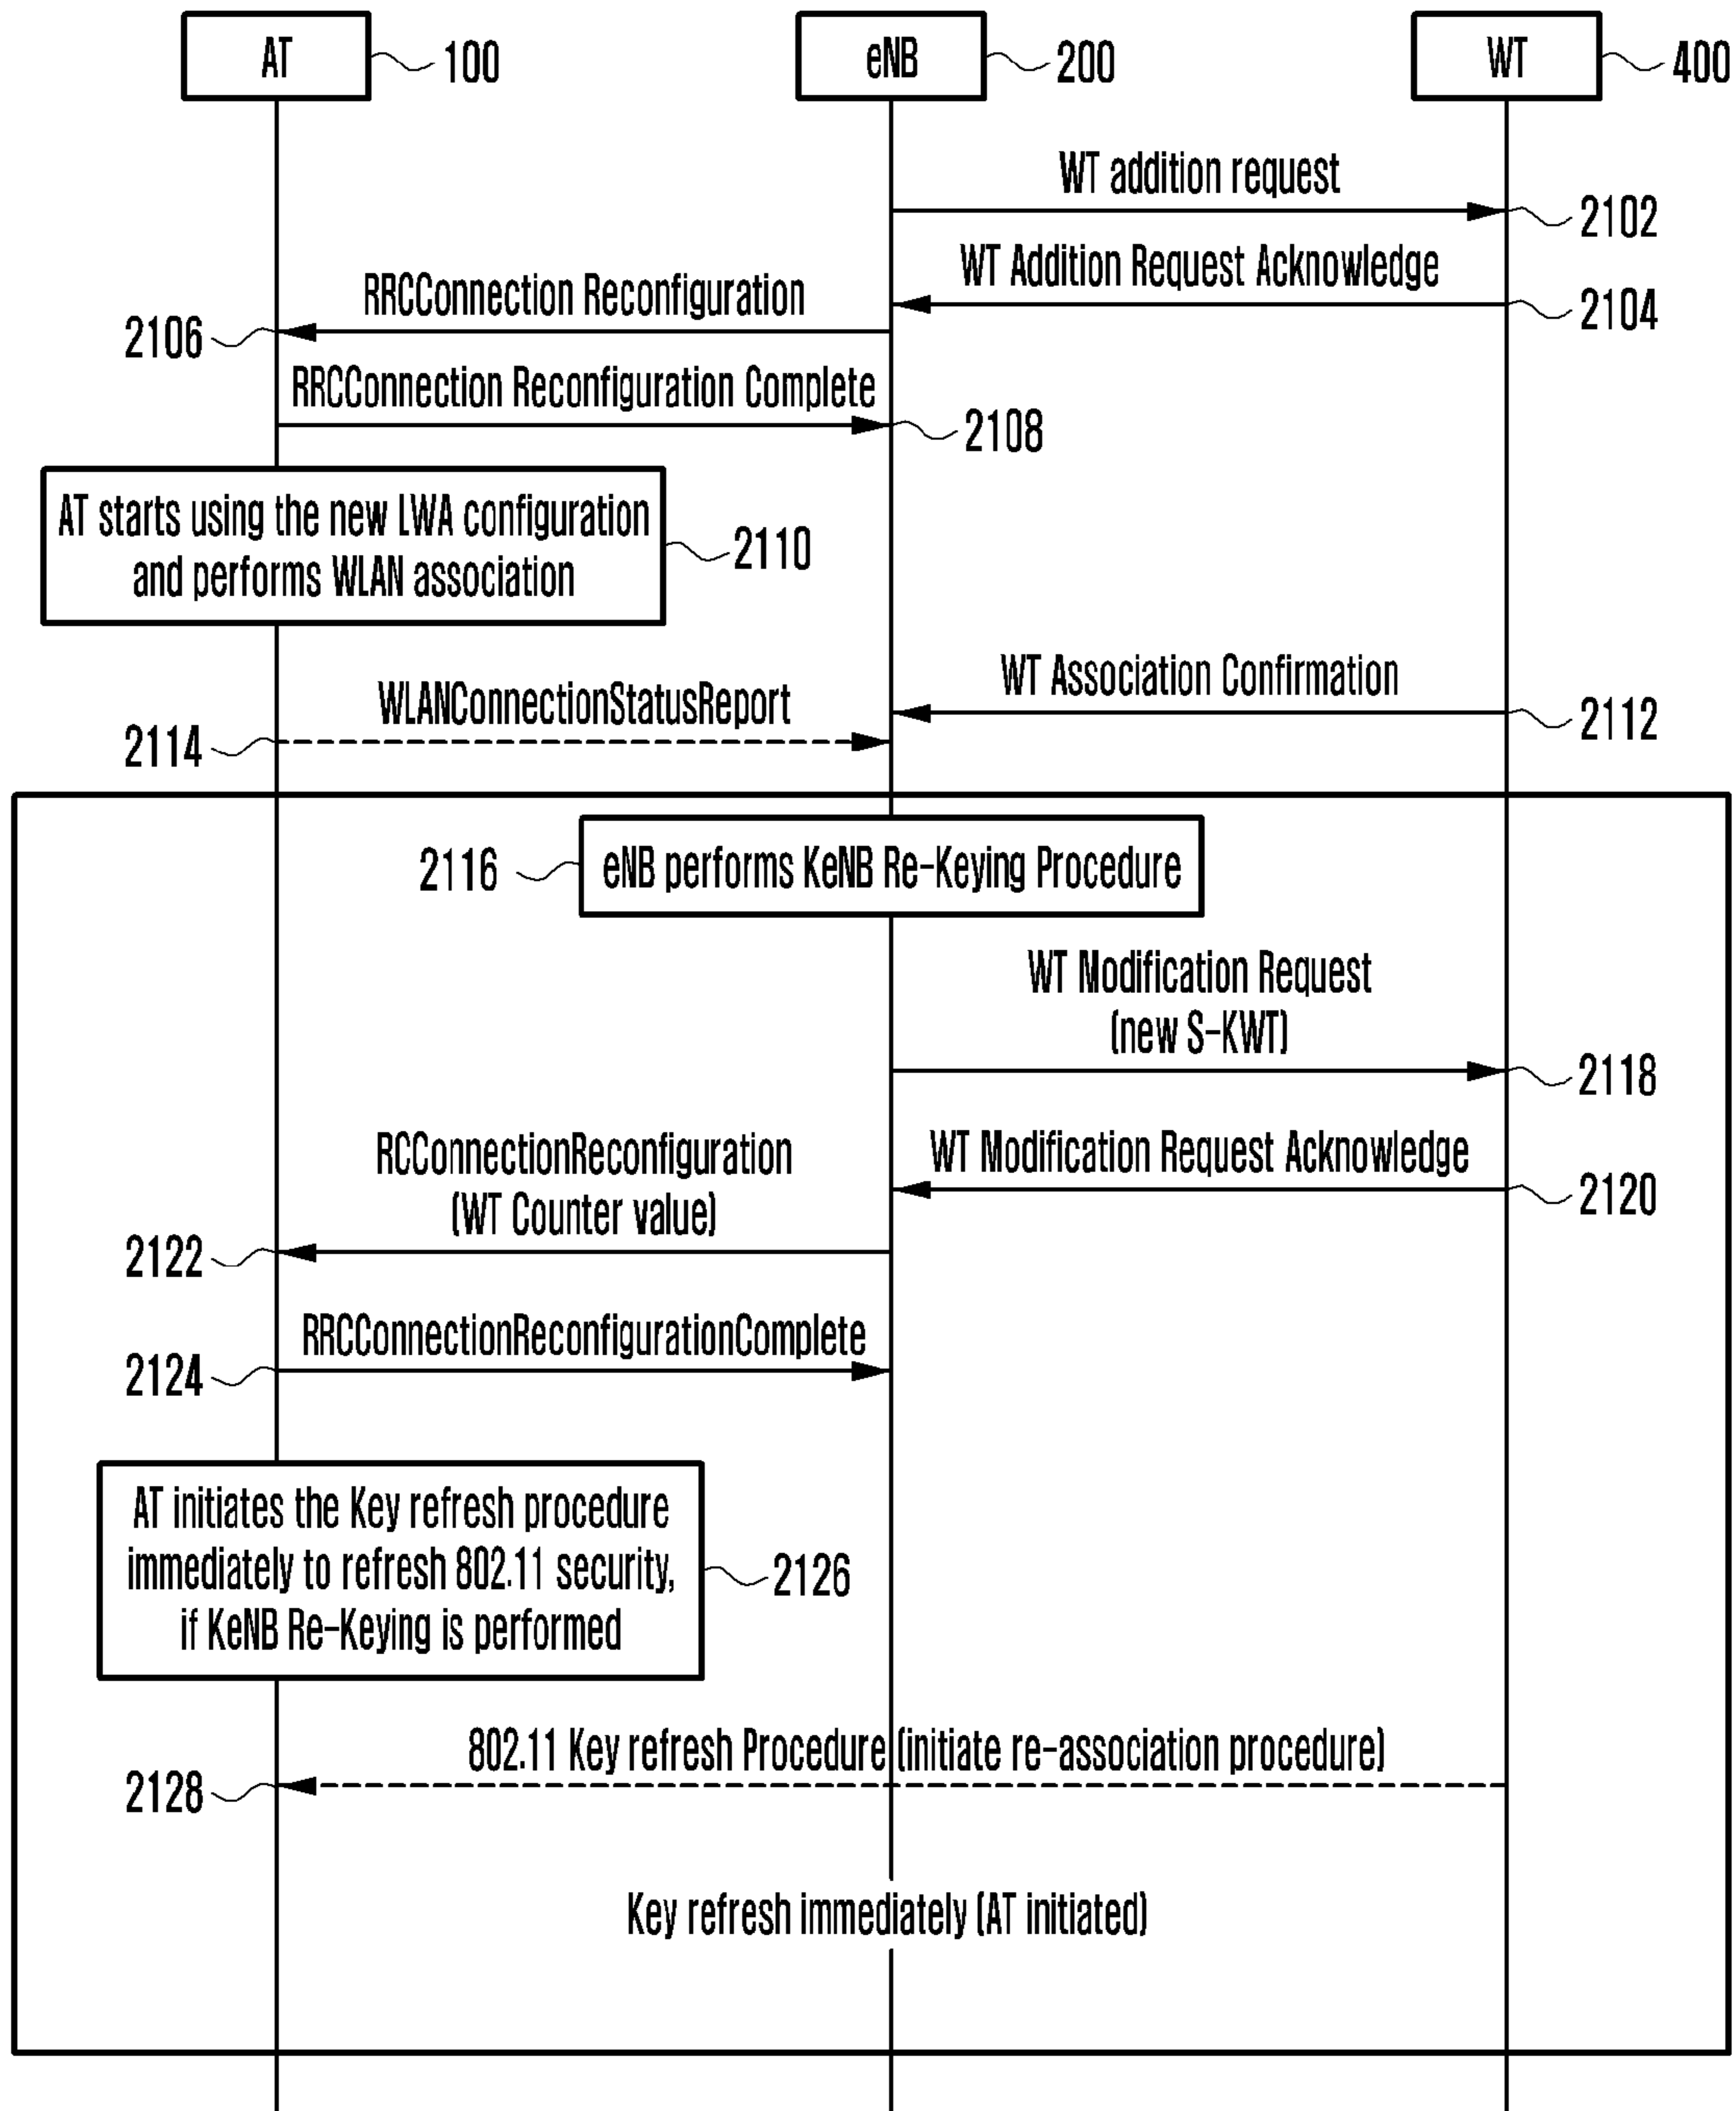 AT
100
eNB
200
WT
400
WT addition request
2102
WT Addition Request Acknowledge
2104
RRCConnection Reconfiguration
2106
RRCConnection Reconfiguration Complete
2108
AT starts using the new LWA configuration
and performs WLAN association
2110
WT Association Confirmation
2112
WLANConnectionStatusReport
2114
eNB performs KeNB Re-Keying Procedure
2116
WT Modification Request
(new S-KWT)
2118
WT Modification Request Acknowledge
2120
RCConnectionReconfiguration
(WT Counter value)
2122
RRCConnectionReconfigurationComplete
2124
AT initiates the Key refresh procedure
immediately to refresh 802.11 security,
if KeNB Re-Keying is performed
2126
802.11 Key refresh Procedure (initiate re-association procedure)
2128
Key refresh immediately (AT initiated)